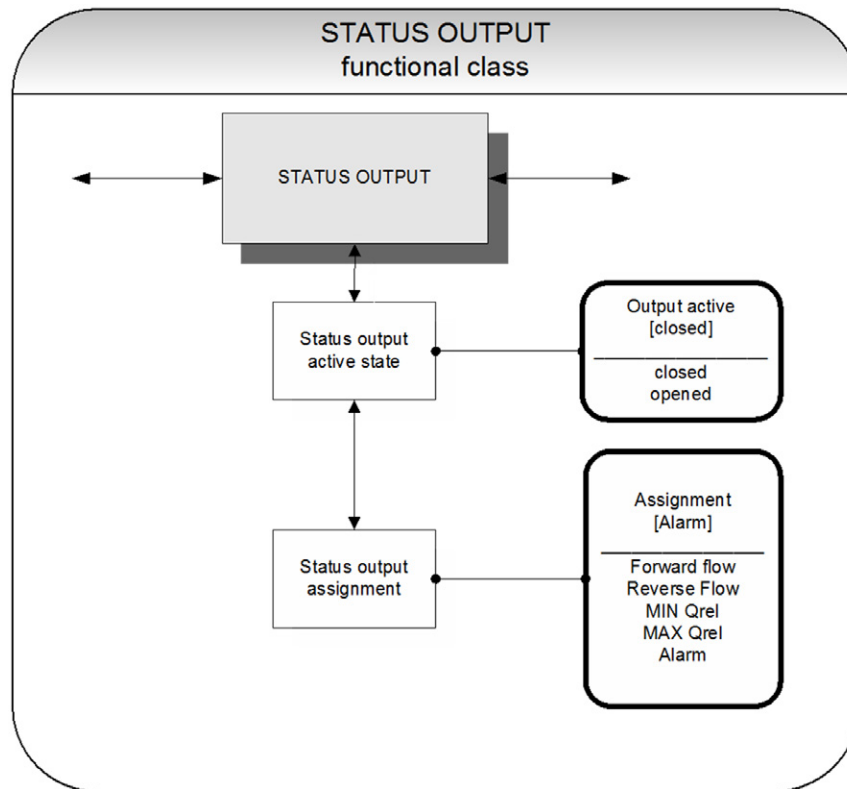 STATUS OUTPUT
functional class
STATUS OUTPUT
Status output
active state
Output active
[closed]
closed
opened
Status output
assignment
Assignment
[Alarm]
Forward flow
Reverse Flow
MIN Qrel
MAX Qrel
Alarm